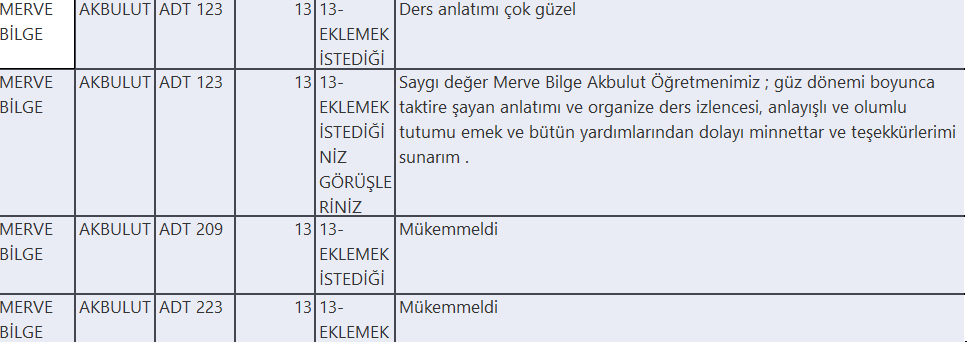 MERVE BİLGE AKBULUT ADT 123 13 13-EKLEMEK İSTEDİĞİ Ders anlatımı çok güzel
MERVE BİLGE AKBULUT ADT 123 13 13-EKLEMEK İSTEDİĞİNİZ GÖRÜŞLERİNİZ Saygı değer Merve Bilge Akbulut Öğretmenimiz ; güz dönemi boyunca
taktire şayan anlatımı ve organize ders izlencesi, anlayışlı ve olumlu
tutumu emek ve bütün yardımlarından dolayı minnettar ve teşekkürlerimi
sunarım .
MERVE BİLGE AKBULUT ADT 209 13 13-EKLEMEK İSTEDİĞİ Mükemmeldi
MERVE BİLGE AKBULUT ADT 223 13 13-EKLEMEK Mükemmeldi